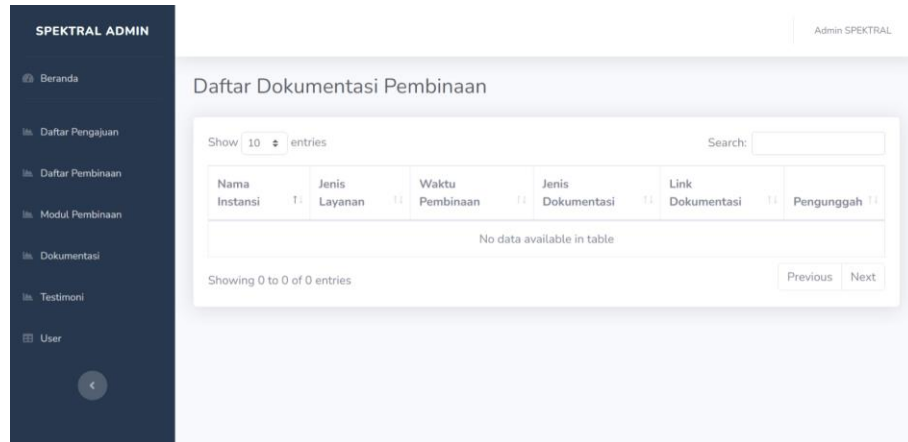 SPEKTRAL ADMIN
Admin SPEKTRAL
Beranda
Daftar Pengajuan
Daftar Pembinaan
Modul Pembinaan
Dokumentasi
Testimoni
User
Daftar Dokumentasi Pembinaan
Show 10 entries
Search:
Nama
Instansi
Jenis
Layanan
Waktu
Pembinaan
Jenis
Dokumentasi
Link
Dokumentasi
Pengunggah
No data available in table
Showing 0 to 0 of 0 entries
Previous Next